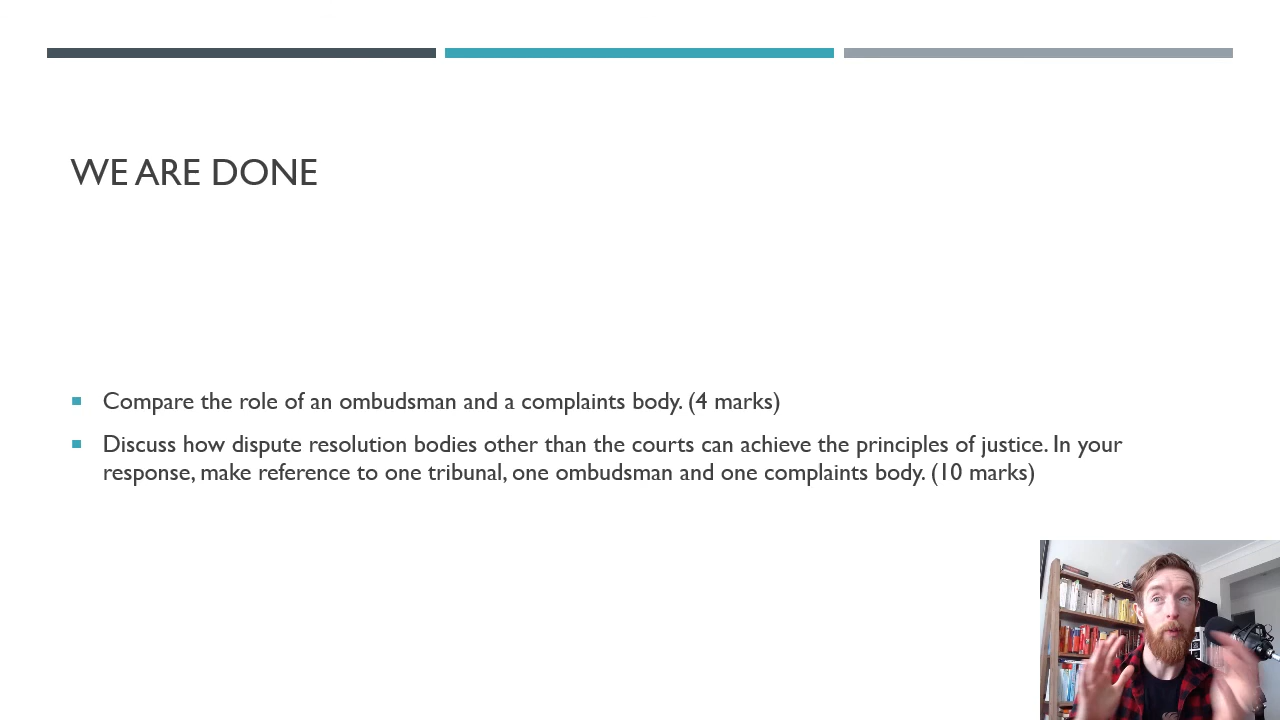 WE ARE DONE
Compare the role of an ombudsman and a complaints body. (4 marks)
Discuss how dispute resolution bodies other than the courts can achieve the principles of justice. In your
response, make reference to one tribunal, one ombudsman and one complaints body. (10 marks)